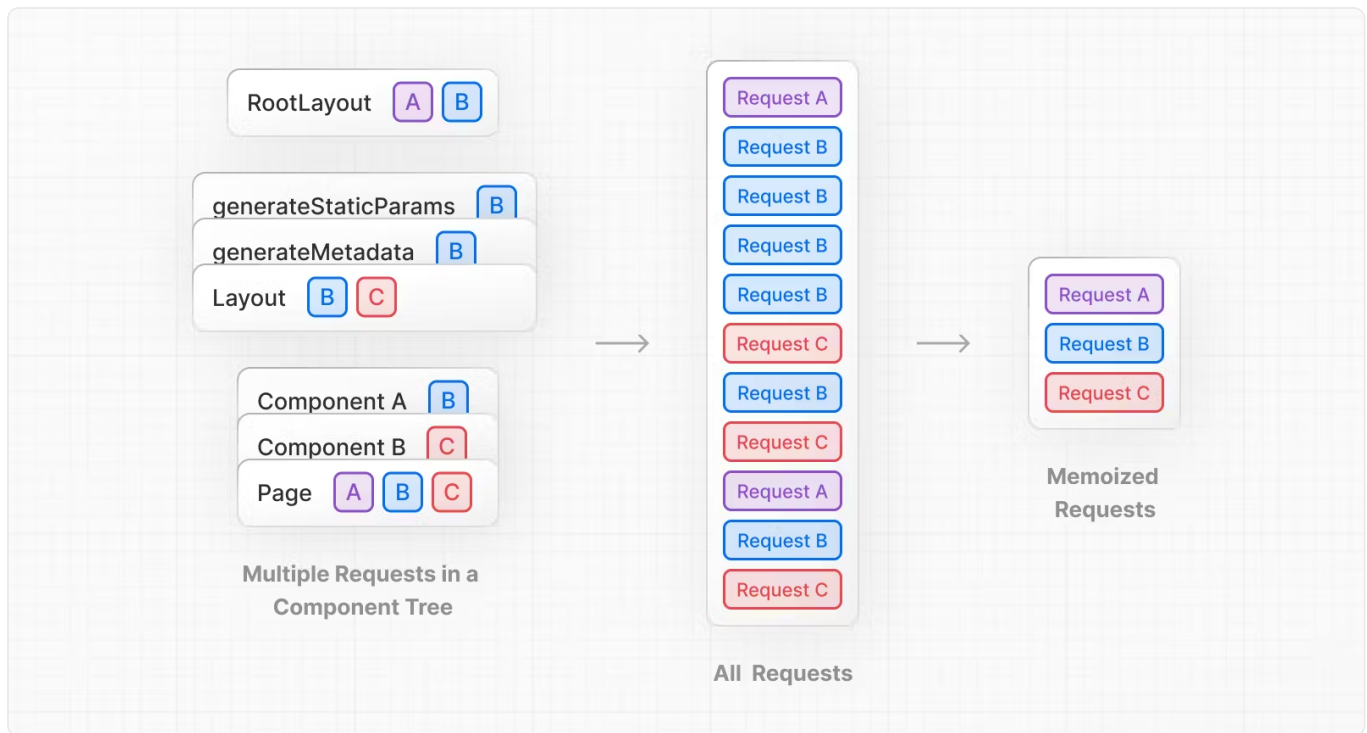 RootLayout A B
generateStaticParams B
generateMetadata B
Layout B C
Component A B
Component B C
Page A B C
Multiple Requests in a
Component Tree
Request A
Request B
Request B
Request B
Request B
Request C
Request B
Request C
Request A
Request B
Request C
All Requests
Request A
Request B
Request C
Memoized
Requests